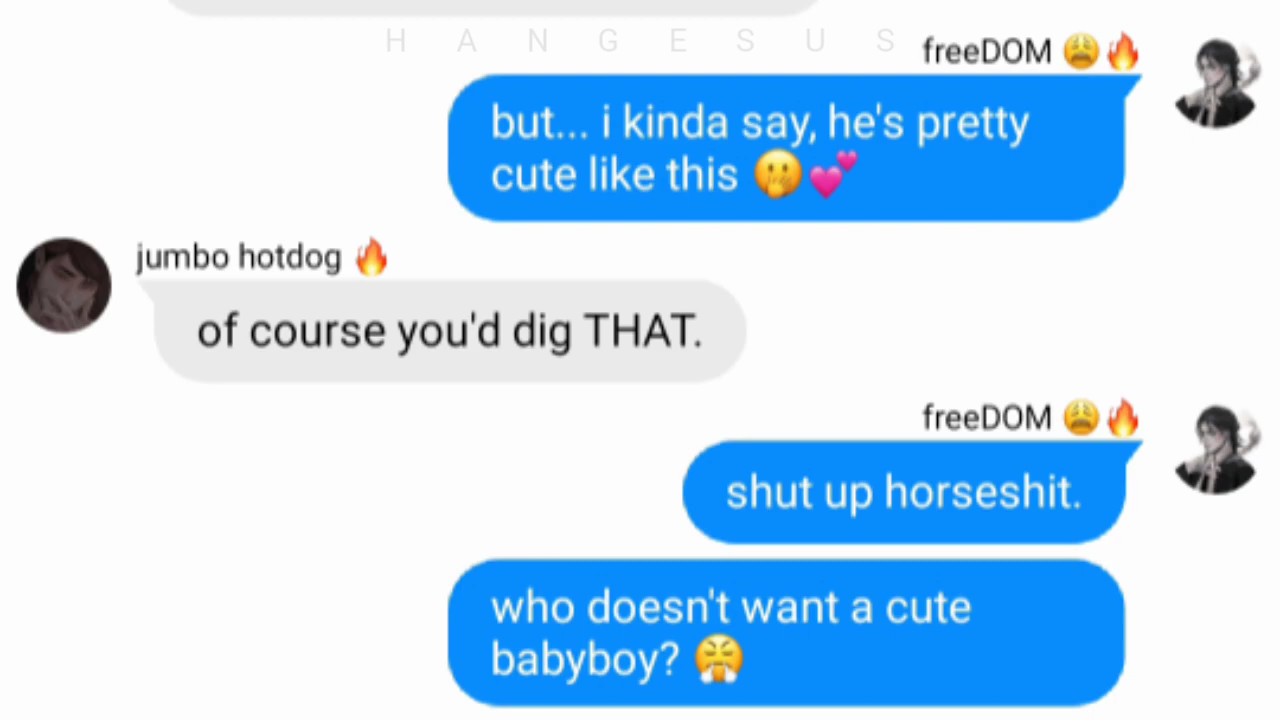 H A N G E S U S
freeDOM 😩🔥
but... i kinda say, he's pretty
cute like this 🤭💕
jumbo hotdog 🔥
of course you'd dig THAT.
freeDOM 😩🔥
shut up horseshit.
who doesn't want a cute
babyboy? 😤